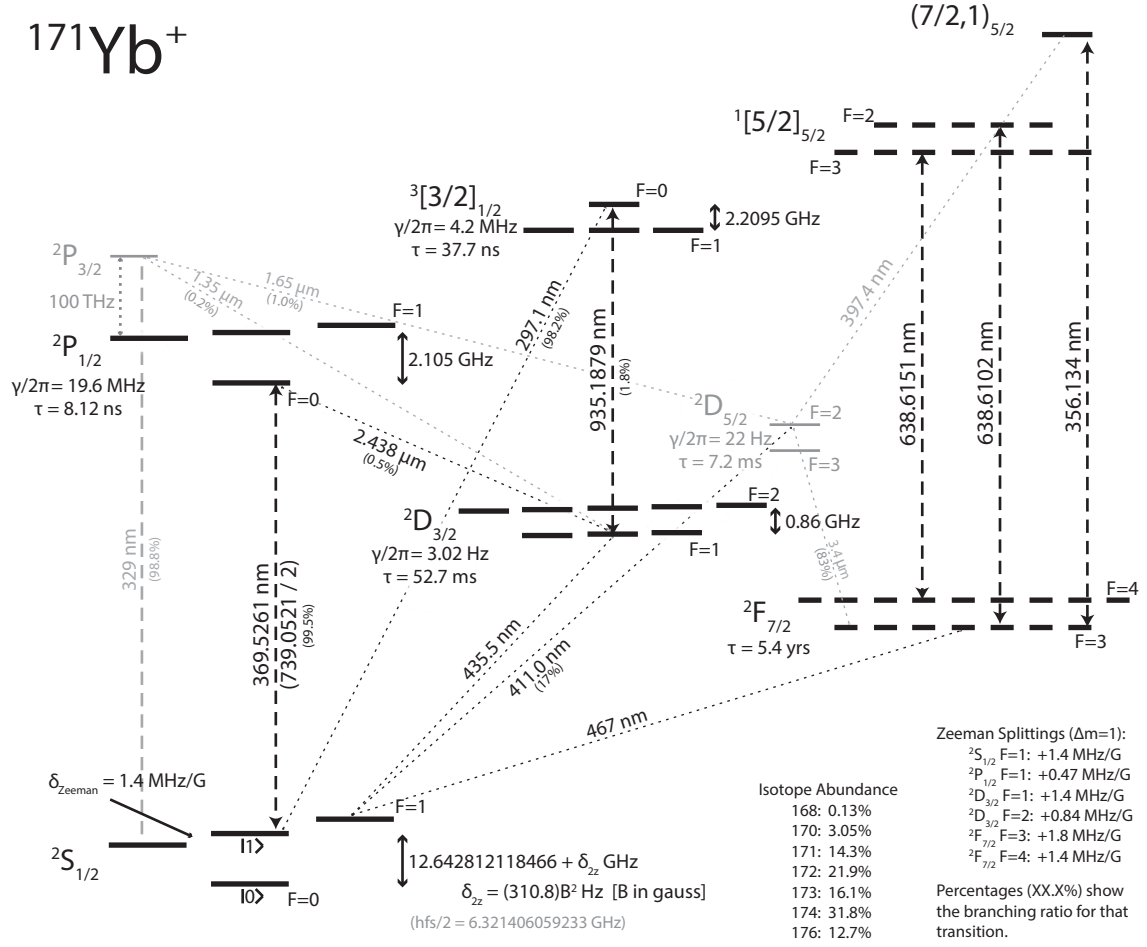 171Yb+
(7/2,1)5/2
1[5/2]5/2
F=2
F=3
3[3/2]1/2
F=0
γ/2π = 4.2 MHz
τ = 37.7 ns
F=1
2.2095 GHz
2P3/2
100 THz
1.35 μm
(0.2%)
1.65 μm
(1.0%)
297.1 nm
(98.2%)
935.1879 nm
(1.8%)
397.4 nm
638.6151 nm
638.6102 nm
356.134 nm
F=1
2P1/2
2.105 GHz
γ/2π = 19.6 MHz
τ = 8.12 ns
F=0
2D5/2
F=2
γ/2π = 22 Hz
τ = 7.2 ms
F=3
2.438 μm
(0.5%)
2D3/2
F=2
0.86 GHz
F=1
γ/2π = 3.02 Hz
τ = 52.7 ms
3.4 μm
(83%)
329 nm
(98.8%)
369.5261 nm
(739.0521 / 2)
(99.5%)
435.5 nm
411.0 nm
(17%)
467 nm
F=4
2F7/2
τ = 5.4 yrs
F=3
δZeeman = 1.4 MHz/G
F=1
|1>
2S1/2
|0>
F=0
12.642812118466 + δ2z GHz
δ2z = (310.8)B2 Hz [B in gauss]
(hfs/2 = 6.321406059233 GHz)
Isotope Abundance
168: 0.13%
170: 3.05%
171: 14.3%
172: 21.9%
173: 16.1%
174: 31.8%
176: 12.7%
Zeeman Splittings (Δm=1):
2S1/2 F=1: +1.4 MHz/G
2P1/2 F=1: +0.47 MHz/G
2D3/2 F=1: +1.4 MHz/G
2D3/2 F=2: +0.84 MHz/G
2F7/2 F=3: +1.8 MHz/G
2F7/2 F=4: +1.4 MHz/G
Percentages (XX.X%) show
the branching ratio for that
transition.